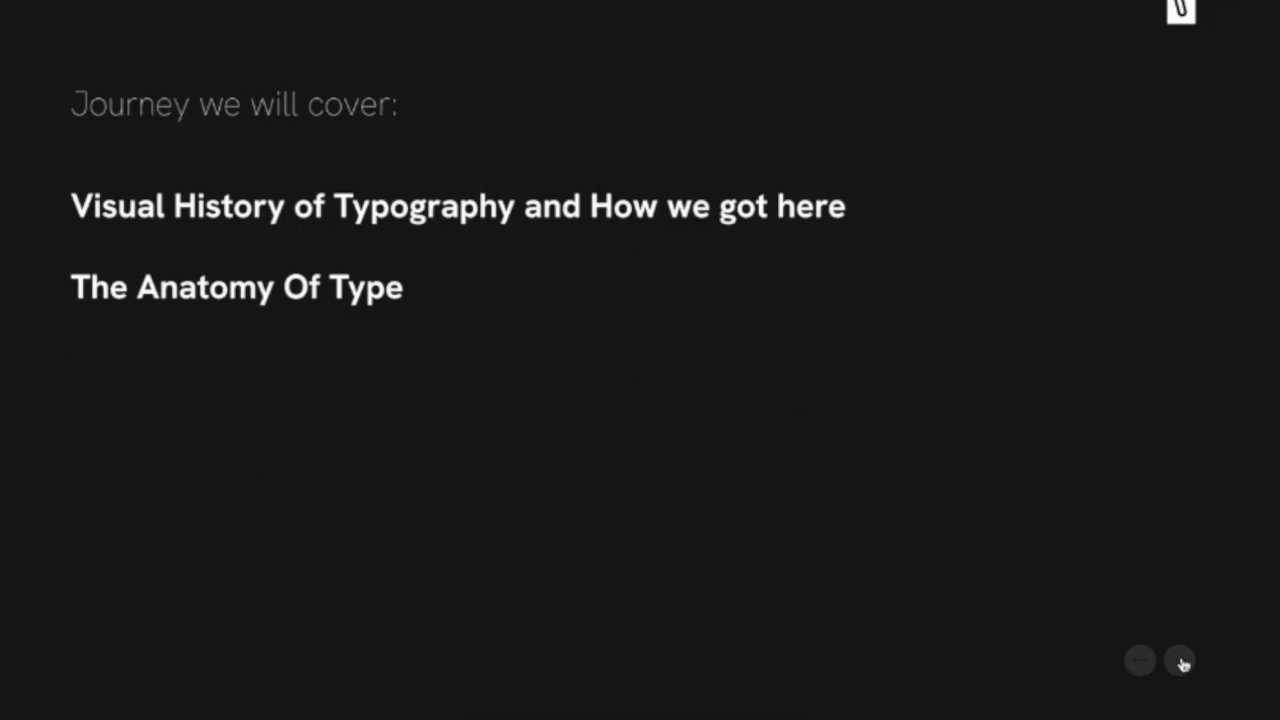 Journey we will cover:
Visual History of Typography and How we got here
The Anatomy Of Type